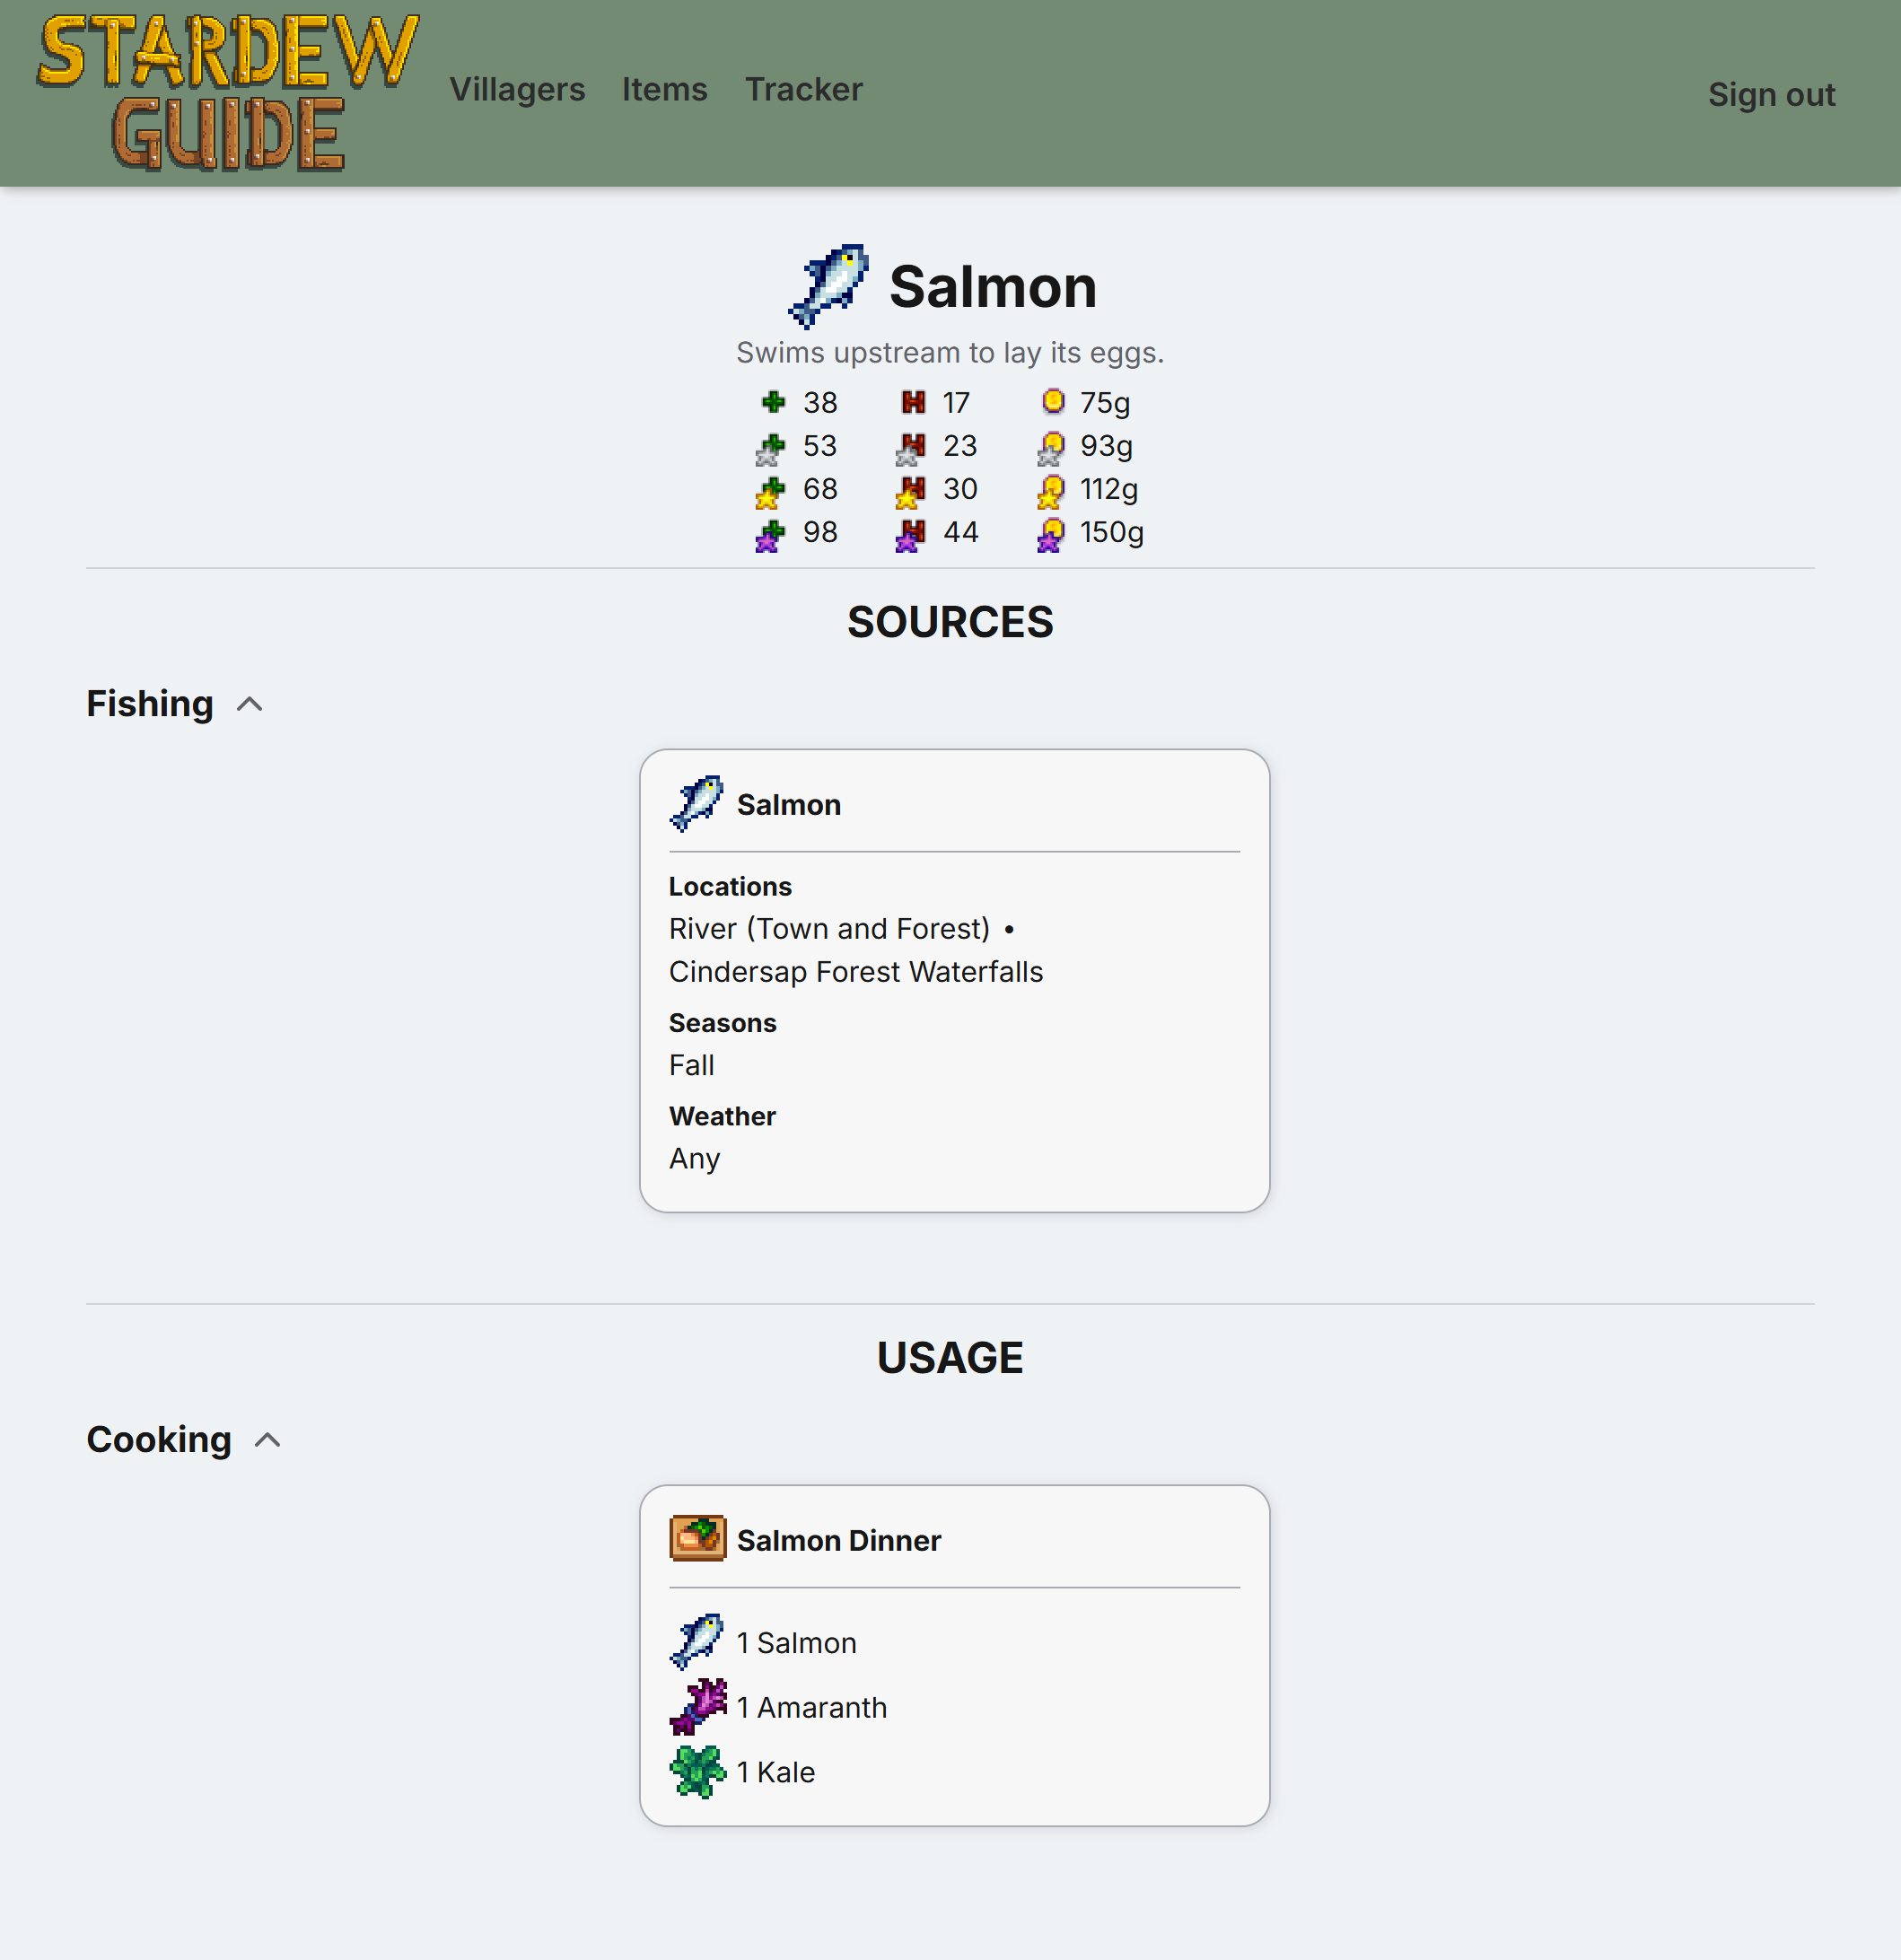 STARDEW
GUIDE
Villagers Items Tracker
Sign out
Salmon
Swims upstream to lay its eggs.
38 17 75g
53 23 93g
68 30 112g
98 44 150g
SOURCES
Fishing
Salmon
Locations
River (Town and Forest) •
Cindersap Forest Waterfalls
Seasons
Fall
Weather
Any
USAGE
Cooking
Salmon Dinner
1 Salmon
1 Amaranth
1 Kale